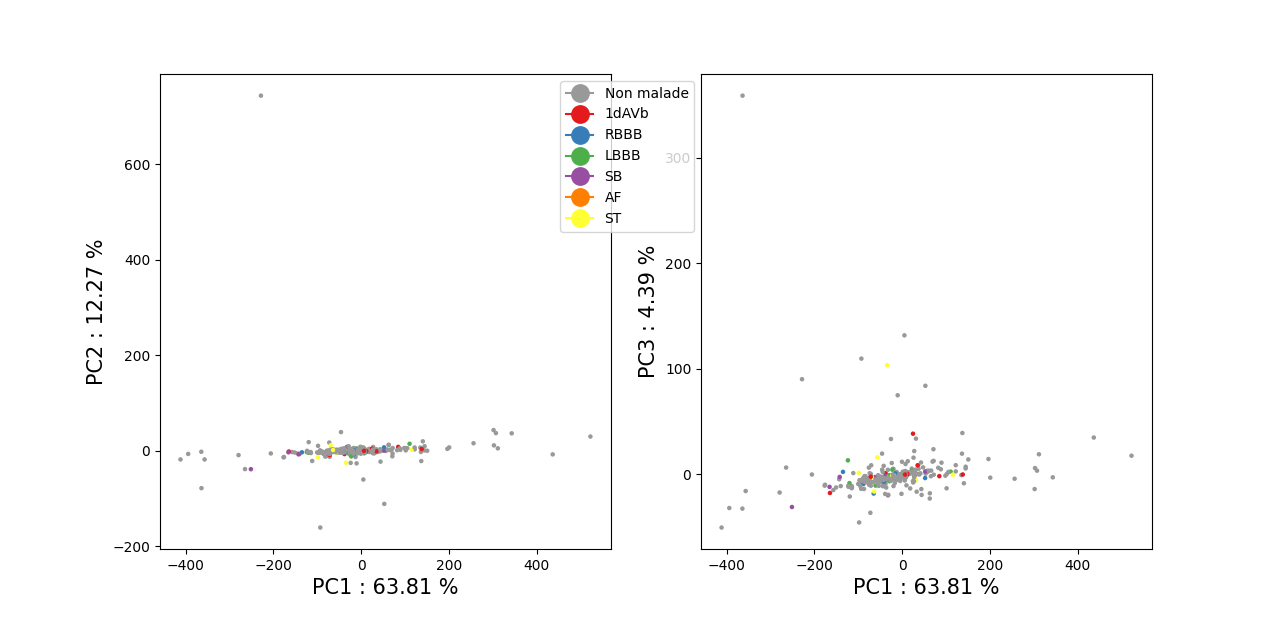 Non malade
1dAVb
RBBB
LBBB
SB
AF
ST
600
400
200
0
−200
PC2 : 12.27 %
−400
−200
0
200
400
PC1 : 63.81 %
300
200
100
0
PC3 : 4.39 %
−400
−200
0
200
400
PC1 : 63.81 %